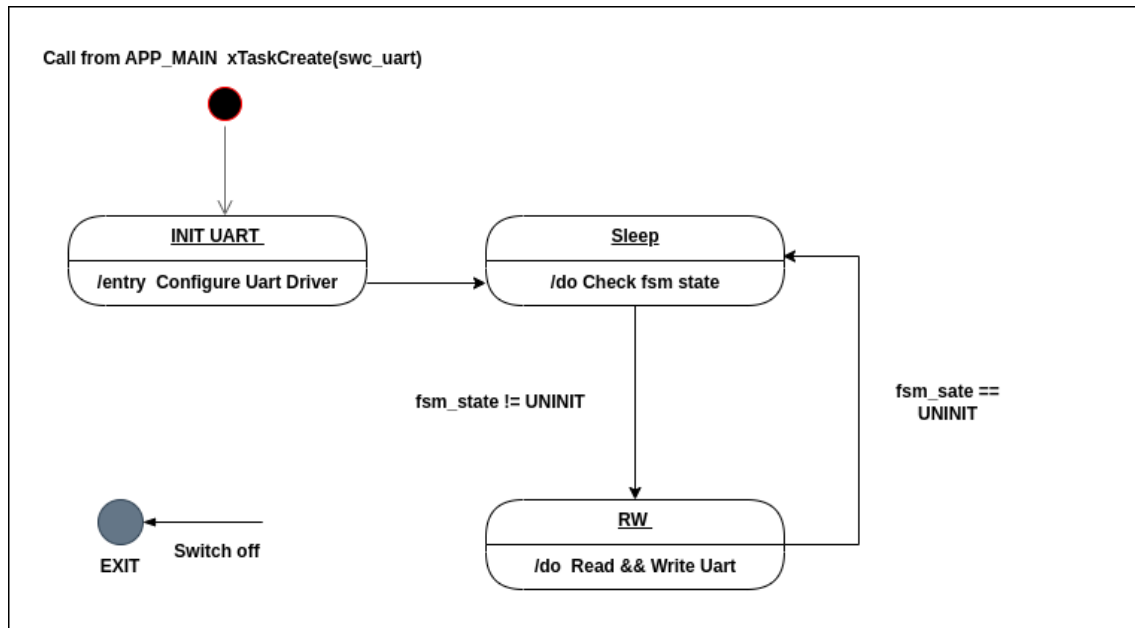 Call from APP_MAIN xTaskCreate(swc_uart)
INIT UART
/entry Configure Uart Driver
Sleep
/do Check fsm state
fsm_state != UNINIT
fsm_sate ==
UNINIT
RW
/do Read && Write Uart
Switch off
EXIT